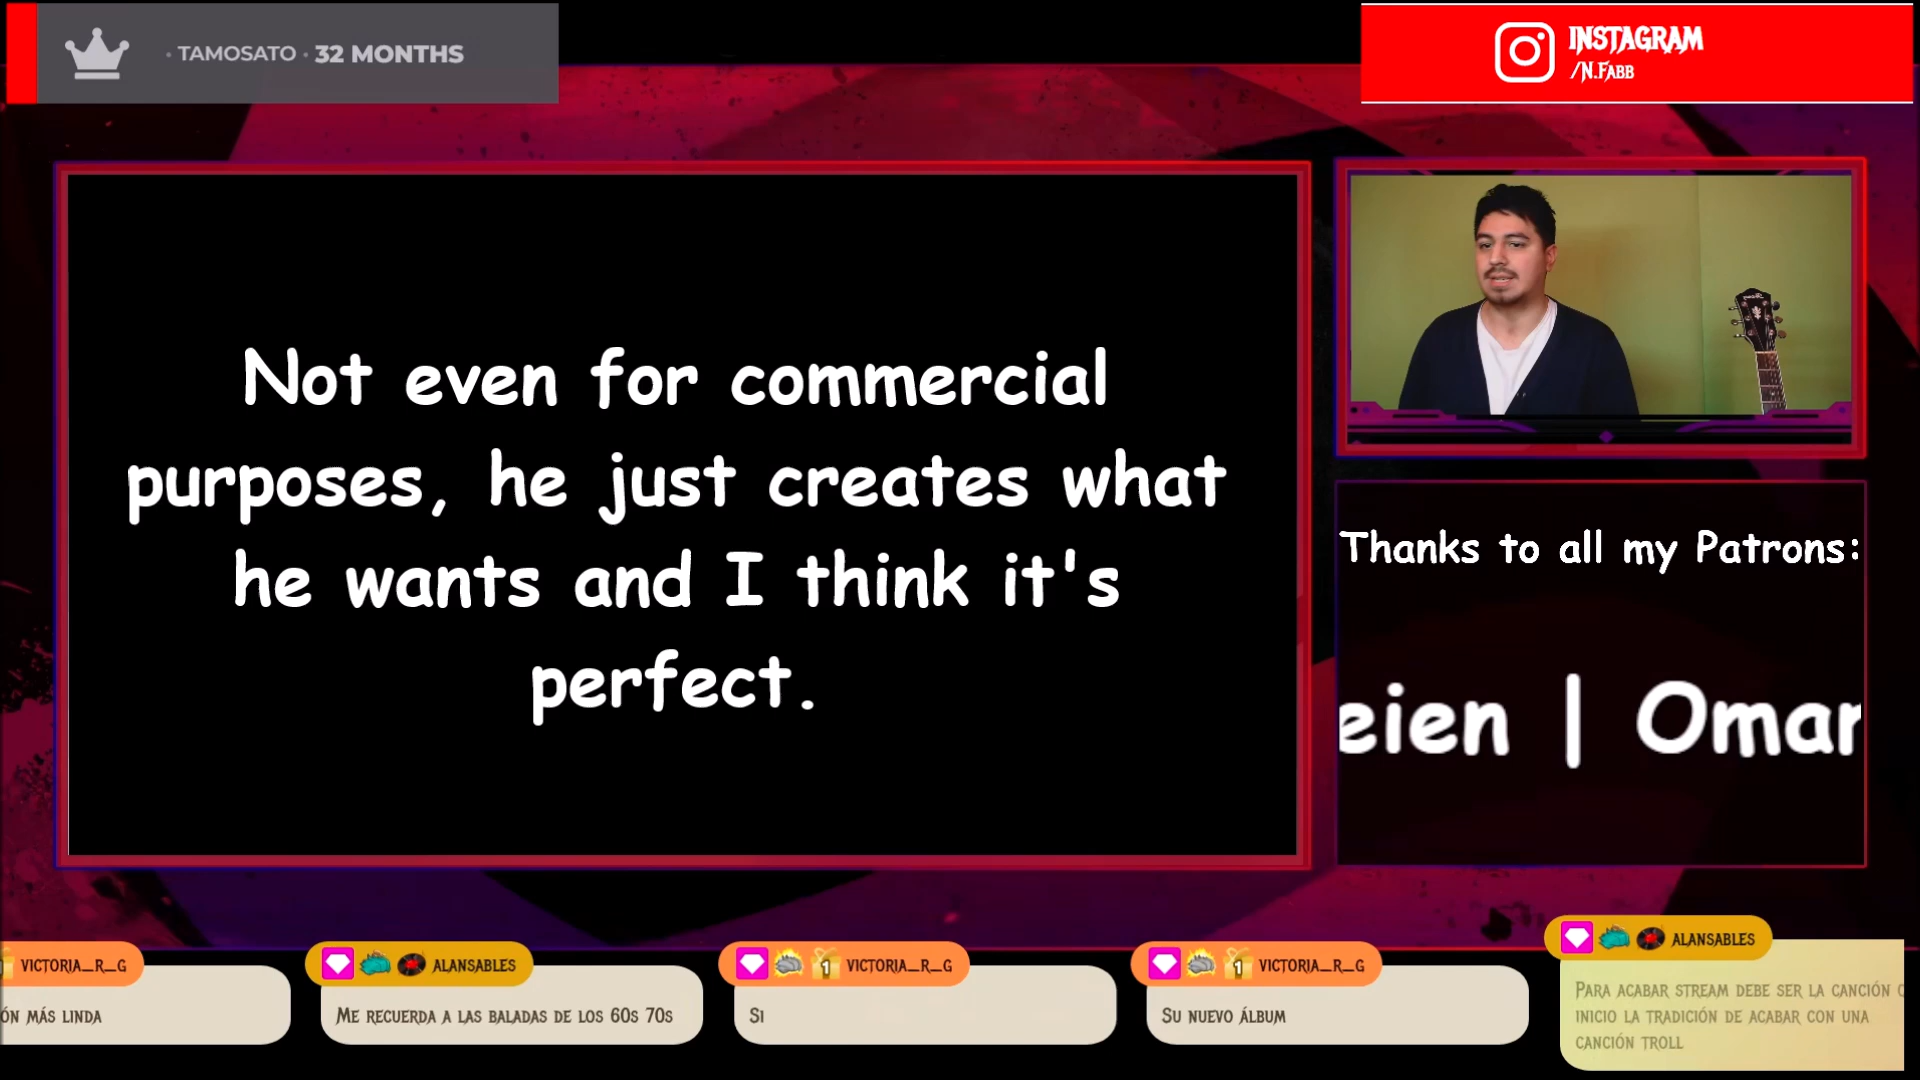 · TAMOSATO · 32 MONTHS
INSTAGRAM
/N.FABB
Not even for commercial
purposes, he just creates what
he wants and I think it's
perfect.
Thanks to all my Patrons:
eien | Omar
VICTORIA_R_G
ÓN MÁS LINDA
ALANSABLES
ME RECUERDA A LAS BALADAS DE LOS 60S 70S
1 VICTORIA_R_G
SI
1 VICTORIA_R_G
SU NUEVO ÁLBUM
ALANSABLES
PARA ACABAR STREAM DEBE SER LA CANCIÓN
INICIO LA TRADICIÓN DE ACABAR CON UNA
CANCIÓN TROLL